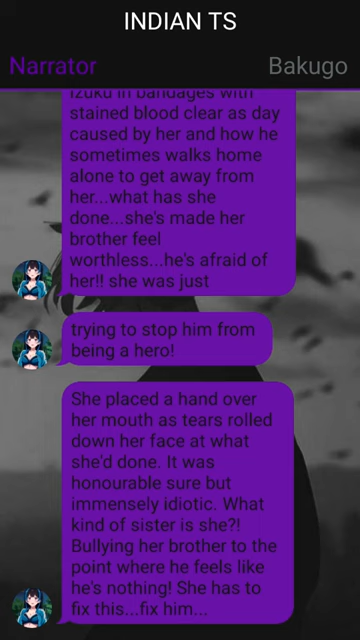 INDIAN TS
Narrator
Bakugo
Izuku in bandages with
stained blood clear as day
caused by her and how he
sometimes walks home
alone to get away from
her...what has she
done...she's made her
brother feel
worthless...he's afraid of
her!! she was just
trying to stop him from
being a hero!
She placed a hand over
her mouth as tears rolled
down her face at what
she'd done. It was
honourable sure but
immensely idiotic. What
kind of sister is she?!
Bullying her brother to the
point where he feels like
he's nothing! She has to
fix this...fix him...